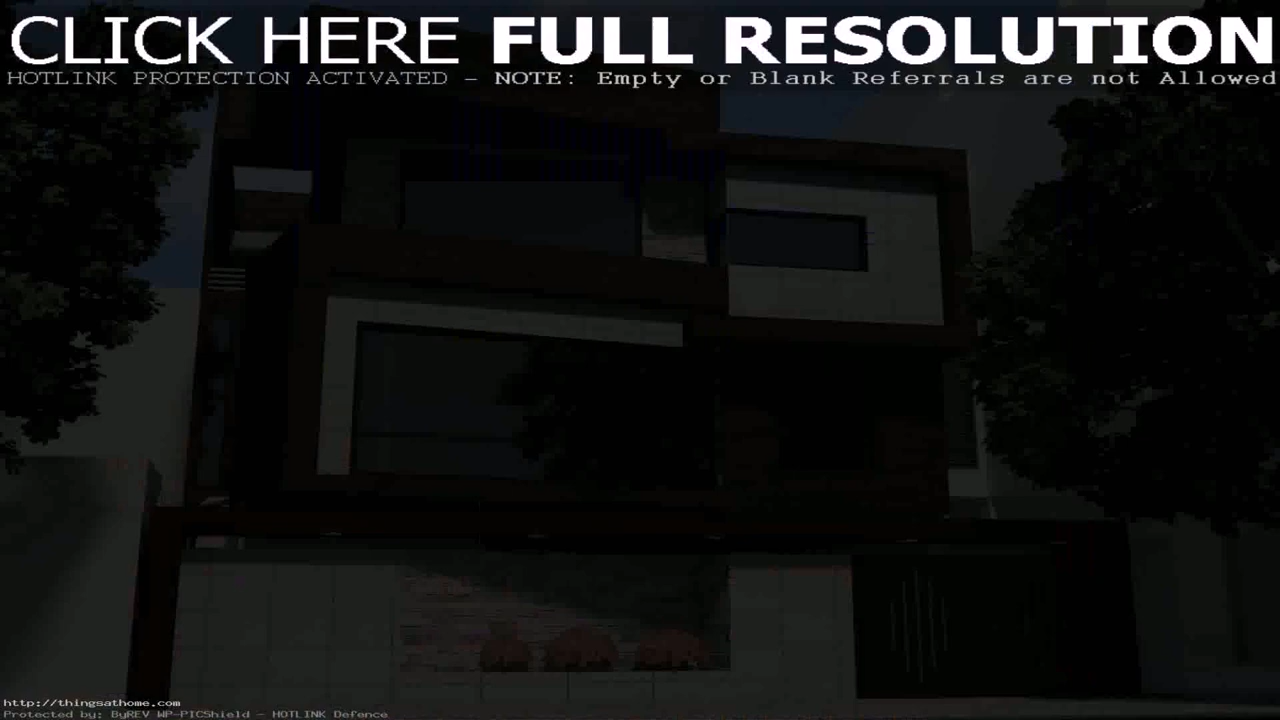 CLICK HERE FULL RESOLUTION
HOTLINK PROTECTION ACTIVATED – NOTE: Empty or Blank Referrals are not Allowed
http://thingsathome.com
Protected by: ByREV WP-PICShield – HOTLINK Defence